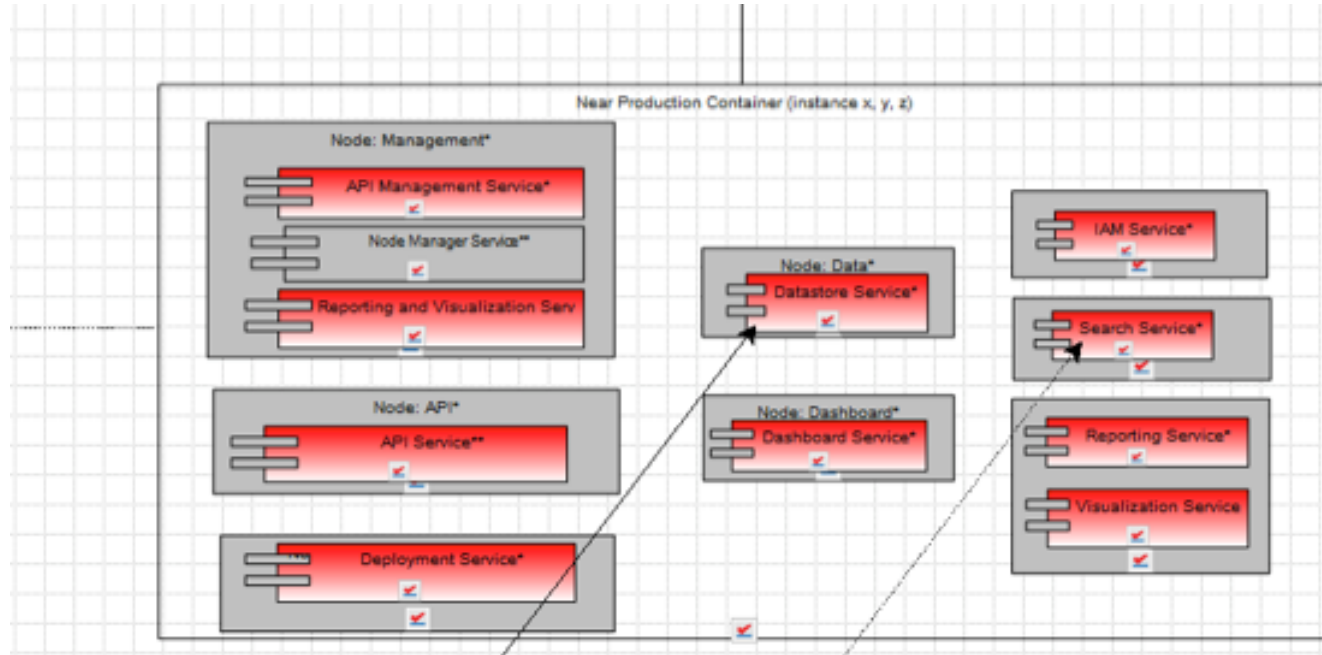 Near Production Container (instance x, y, z)
Node: Management*
API Management Service*
Node Manager Service**
Reporting and Visualization Serv
Node: API*
API Service**
Deployment Service*
Node: Data*
Datastore Service*
Node: Dashboard*
Dashboard Service*
IAM Service*
Search Service*
Reporting Service*
Visualization Service